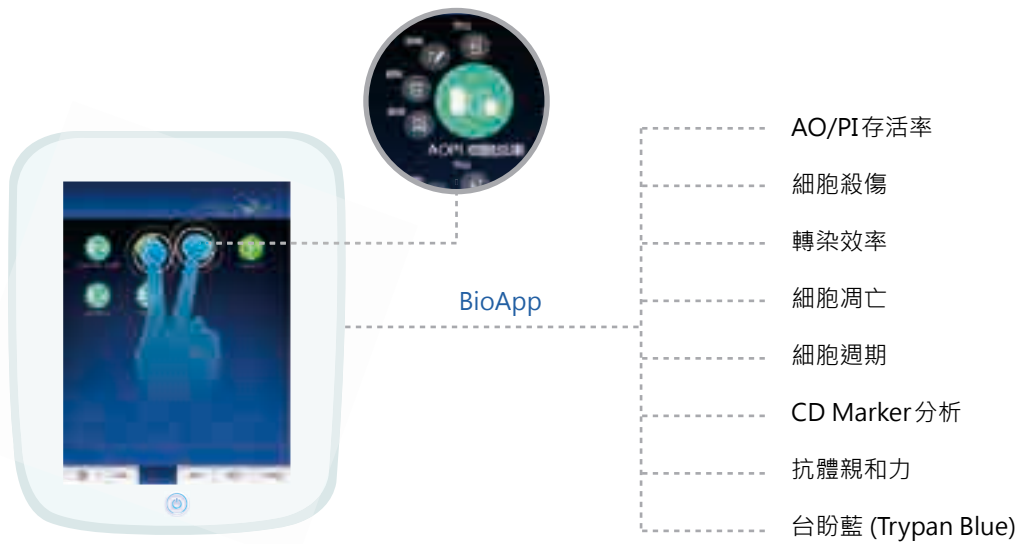 AOPI
AO/PI存活率
細胞殺傷
轉染效率
細胞凋亡
BioApp
細胞週期
CD Marker分析
抗體親和力
台盼藍 (Trypan Blue)